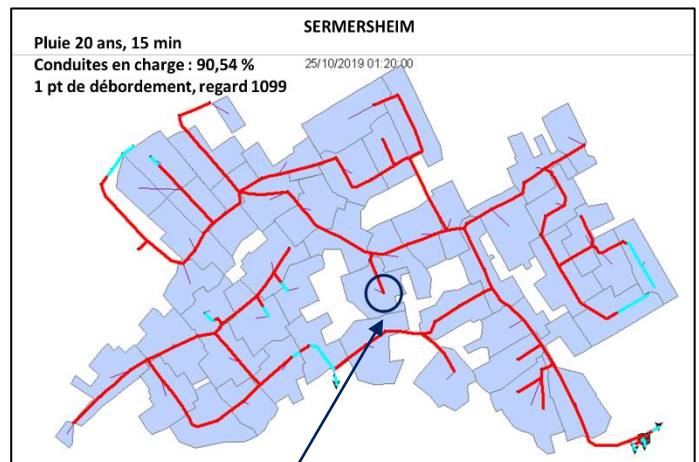 SERMERSHEIM
Pluie 20 ans, 15 min
Conduites en charge : 90,54 %
25/10/2019 01:20:00
1 pt de débordement, regard 1099